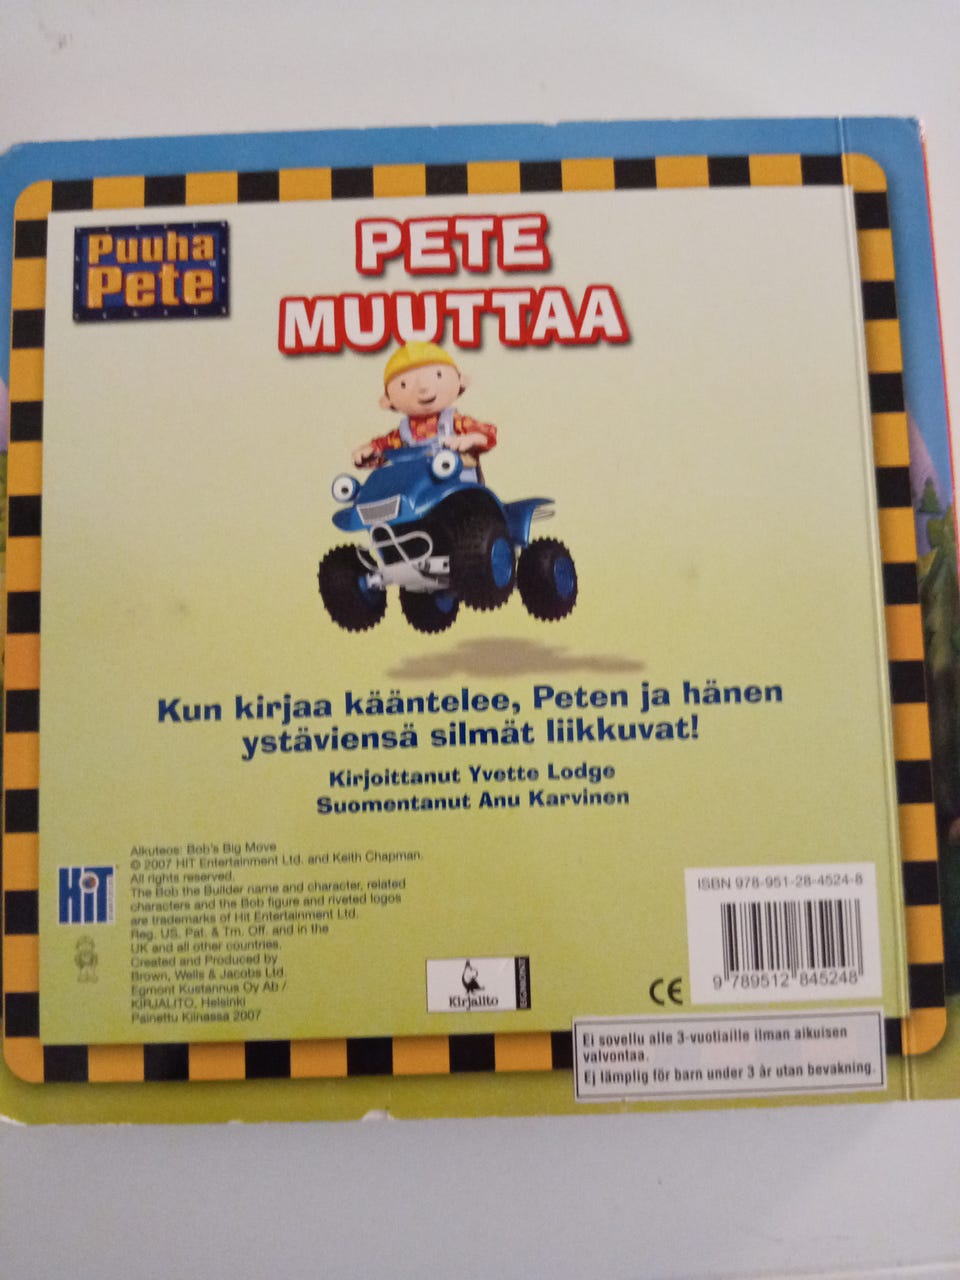 Puuha
Pete
PETE
MUUTTAA
Kun kirjaa kääntelee, Peten ja hänen
ystäviensä silmät liikkuvat!
Kirjoittanut Yvette Lodge
Suomentanut Anu Karvinen
HiT
Alkuteos: Bob's Big Move
© 2007 HIT Entertainment Ltd. and Keith Chapman.
All rights reserved.
The Bob the Builder name and character, related
characters and the Bob figure and riveted logos
are trademarks of Hit Entertainment Ltd.
Reg. US. Pat. & Tm. Off. and in the
UK and all other countries.
Created and Produced by
Brown, Wells & Jacobs Ltd.
Egmont Kustannus Oy Ab /
KIRJALITO, Helsinki
Painettu Kiinassa 2007
Kirjalito
EGMONT
CE
ISBN 978-951-28-4524-8
9 789512 845248
Ei sovellu alle 3-vuotiaille ilman aikuisen
valvontaa.
Ej lämplig för barn under 3 år utan bevakning.